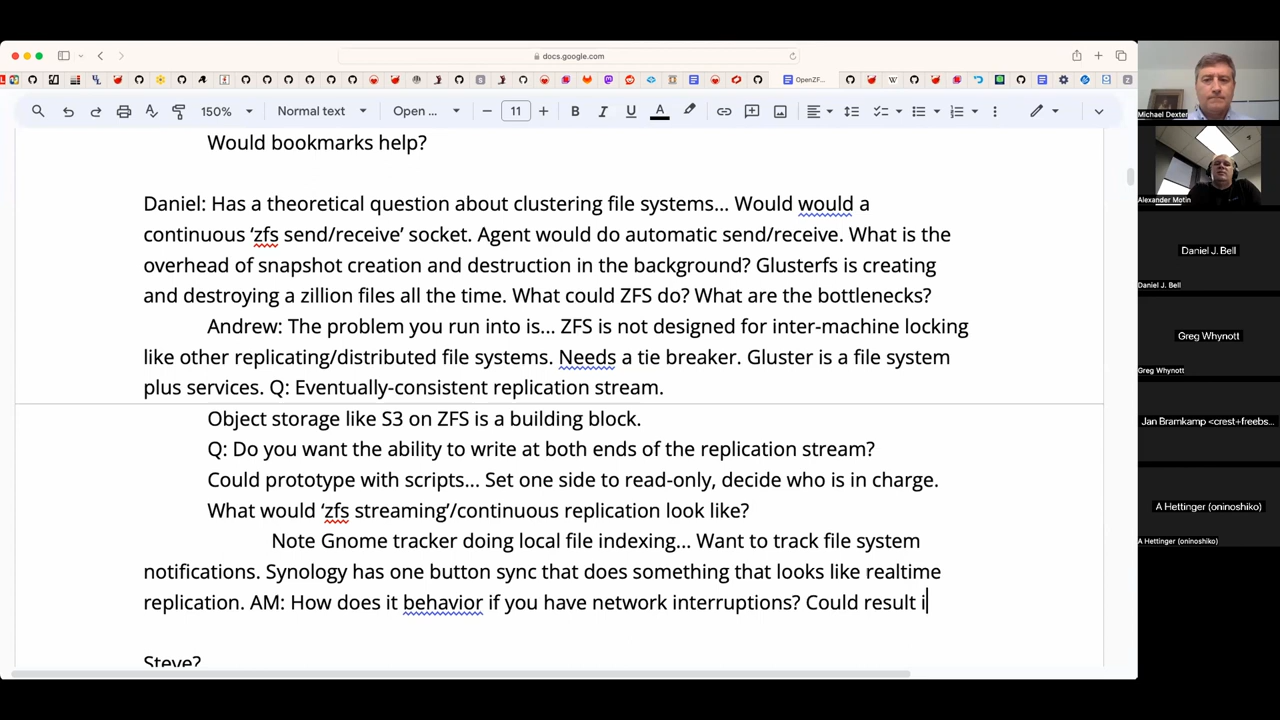 docs.google.com
OpenZF...
150%
Normal text
Open ...
11
Would bookmarks help?
Daniel: Has a theoretical question about clustering file systems... Would would a
continuous ‘zfs send/receive’ socket. Agent would do automatic send/receive. What is the
overhead of snapshot creation and destruction in the background? Glusterfs is creating
and destroying a zillion files all the time. What could ZFS do? What are the bottlenecks?
Andrew: The problem you run into is... ZFS is not designed for inter-machine locking
like other replicating/distributed file systems. Needs a tie breaker. Gluster is a file system
plus services. Q: Eventually-consistent replication stream.
Object storage like S3 on ZFS is a building block.
Q: Do you want the ability to write at both ends of the replication stream?
Could prototype with scripts... Set one side to read-only, decide who is in charge.
What would ‘zfs streaming’/continuous replication look like?
Note Gnome tracker doing local file indexing... Want to track file system
notifications. Synology has one button sync that does something that looks like realtime
replication. AM: How does it behavior if you have network interruptions? Could result i
Steve?
Michael Dexter
Alexander Motin
Daniel J. Bell
Daniel J. Bell
Greg Whynott
Greg Whynott
Jan Bramkamp <crest+freebs...
A Hettinger (oninoshiko)
A Hettinger (oninoshiko)